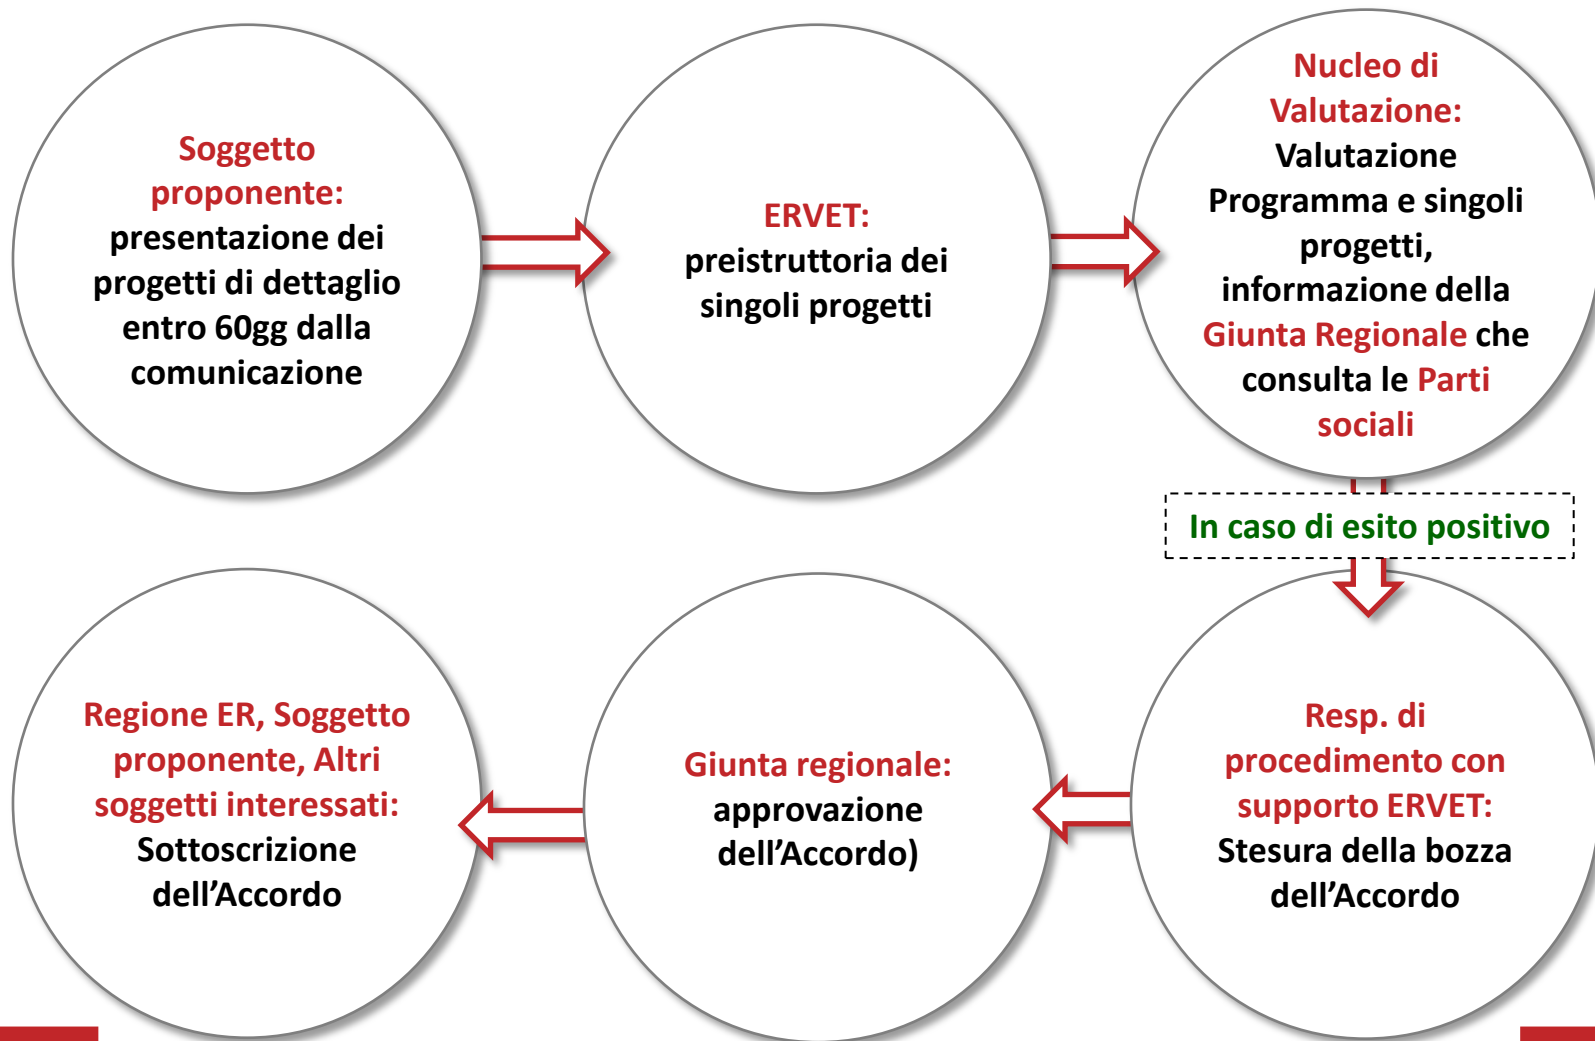 Soggetto
proponente:
presentazione dei
progetti di dettaglio
entro 60gg dalla
comunicazione
ERVET:
preistruttoria dei
singoli progetti
Nucleo di
Valutazione:
Valutazione
Programma e singoli
progetti,
informazione della
Giunta Regionale che
consulta le Parti
sociali
In caso di esito positivo
Resp. di
procedimento con
supporto ERVET:
Stesura della bozza
dell’Accordo
Giunta regionale:
approvazione
dell’Accordo)
Regione ER, Soggetto
proponente, Altri
soggetti interessati:
Sottoscrizione
dell’Accordo